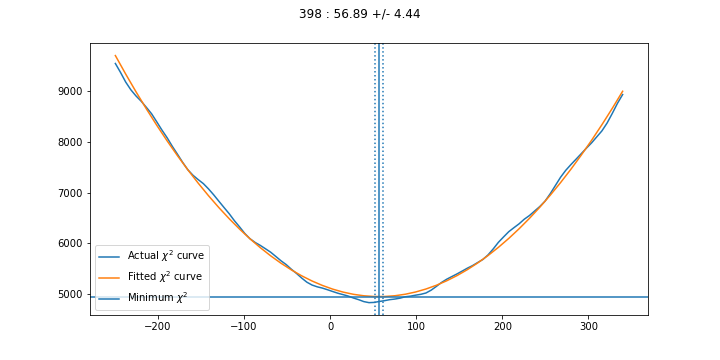 398 : 56.89 +/- 4.44
9000
8000
7000
6000
5000
Actual χ² curve
Fitted χ² curve
Minimum χ²
−200
−100
0
100
200
300